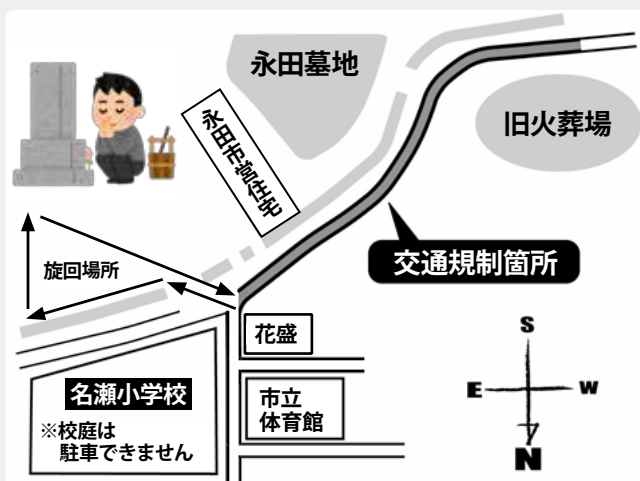 永田墓地
旧火葬場
永田市営住宅
旋回場所
交通規制箇所
花盛
名瀬小学校
※校庭は
駐車できません
市立
体育館
S
E
W
N